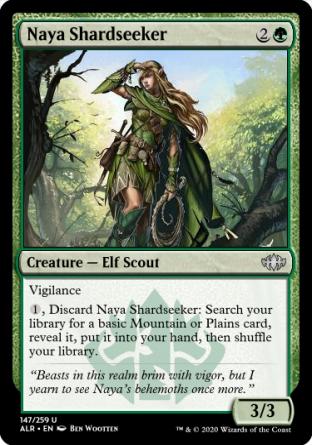 Naya Shardseeker 2
Creature — Elf Scout
Vigilance
1, Discard Naya Shardseeker: Search your
library for a basic Mountain or Plains card,
reveal it, put it into your hand, then shuffle
your library.
"Beasts in this realm brim with vigor, but I
yearn to see Naya's behemoths once more."
3/3
147/259 U
ALR • EN Ben Wootten
™ & © 2020 Wizards of the Coast